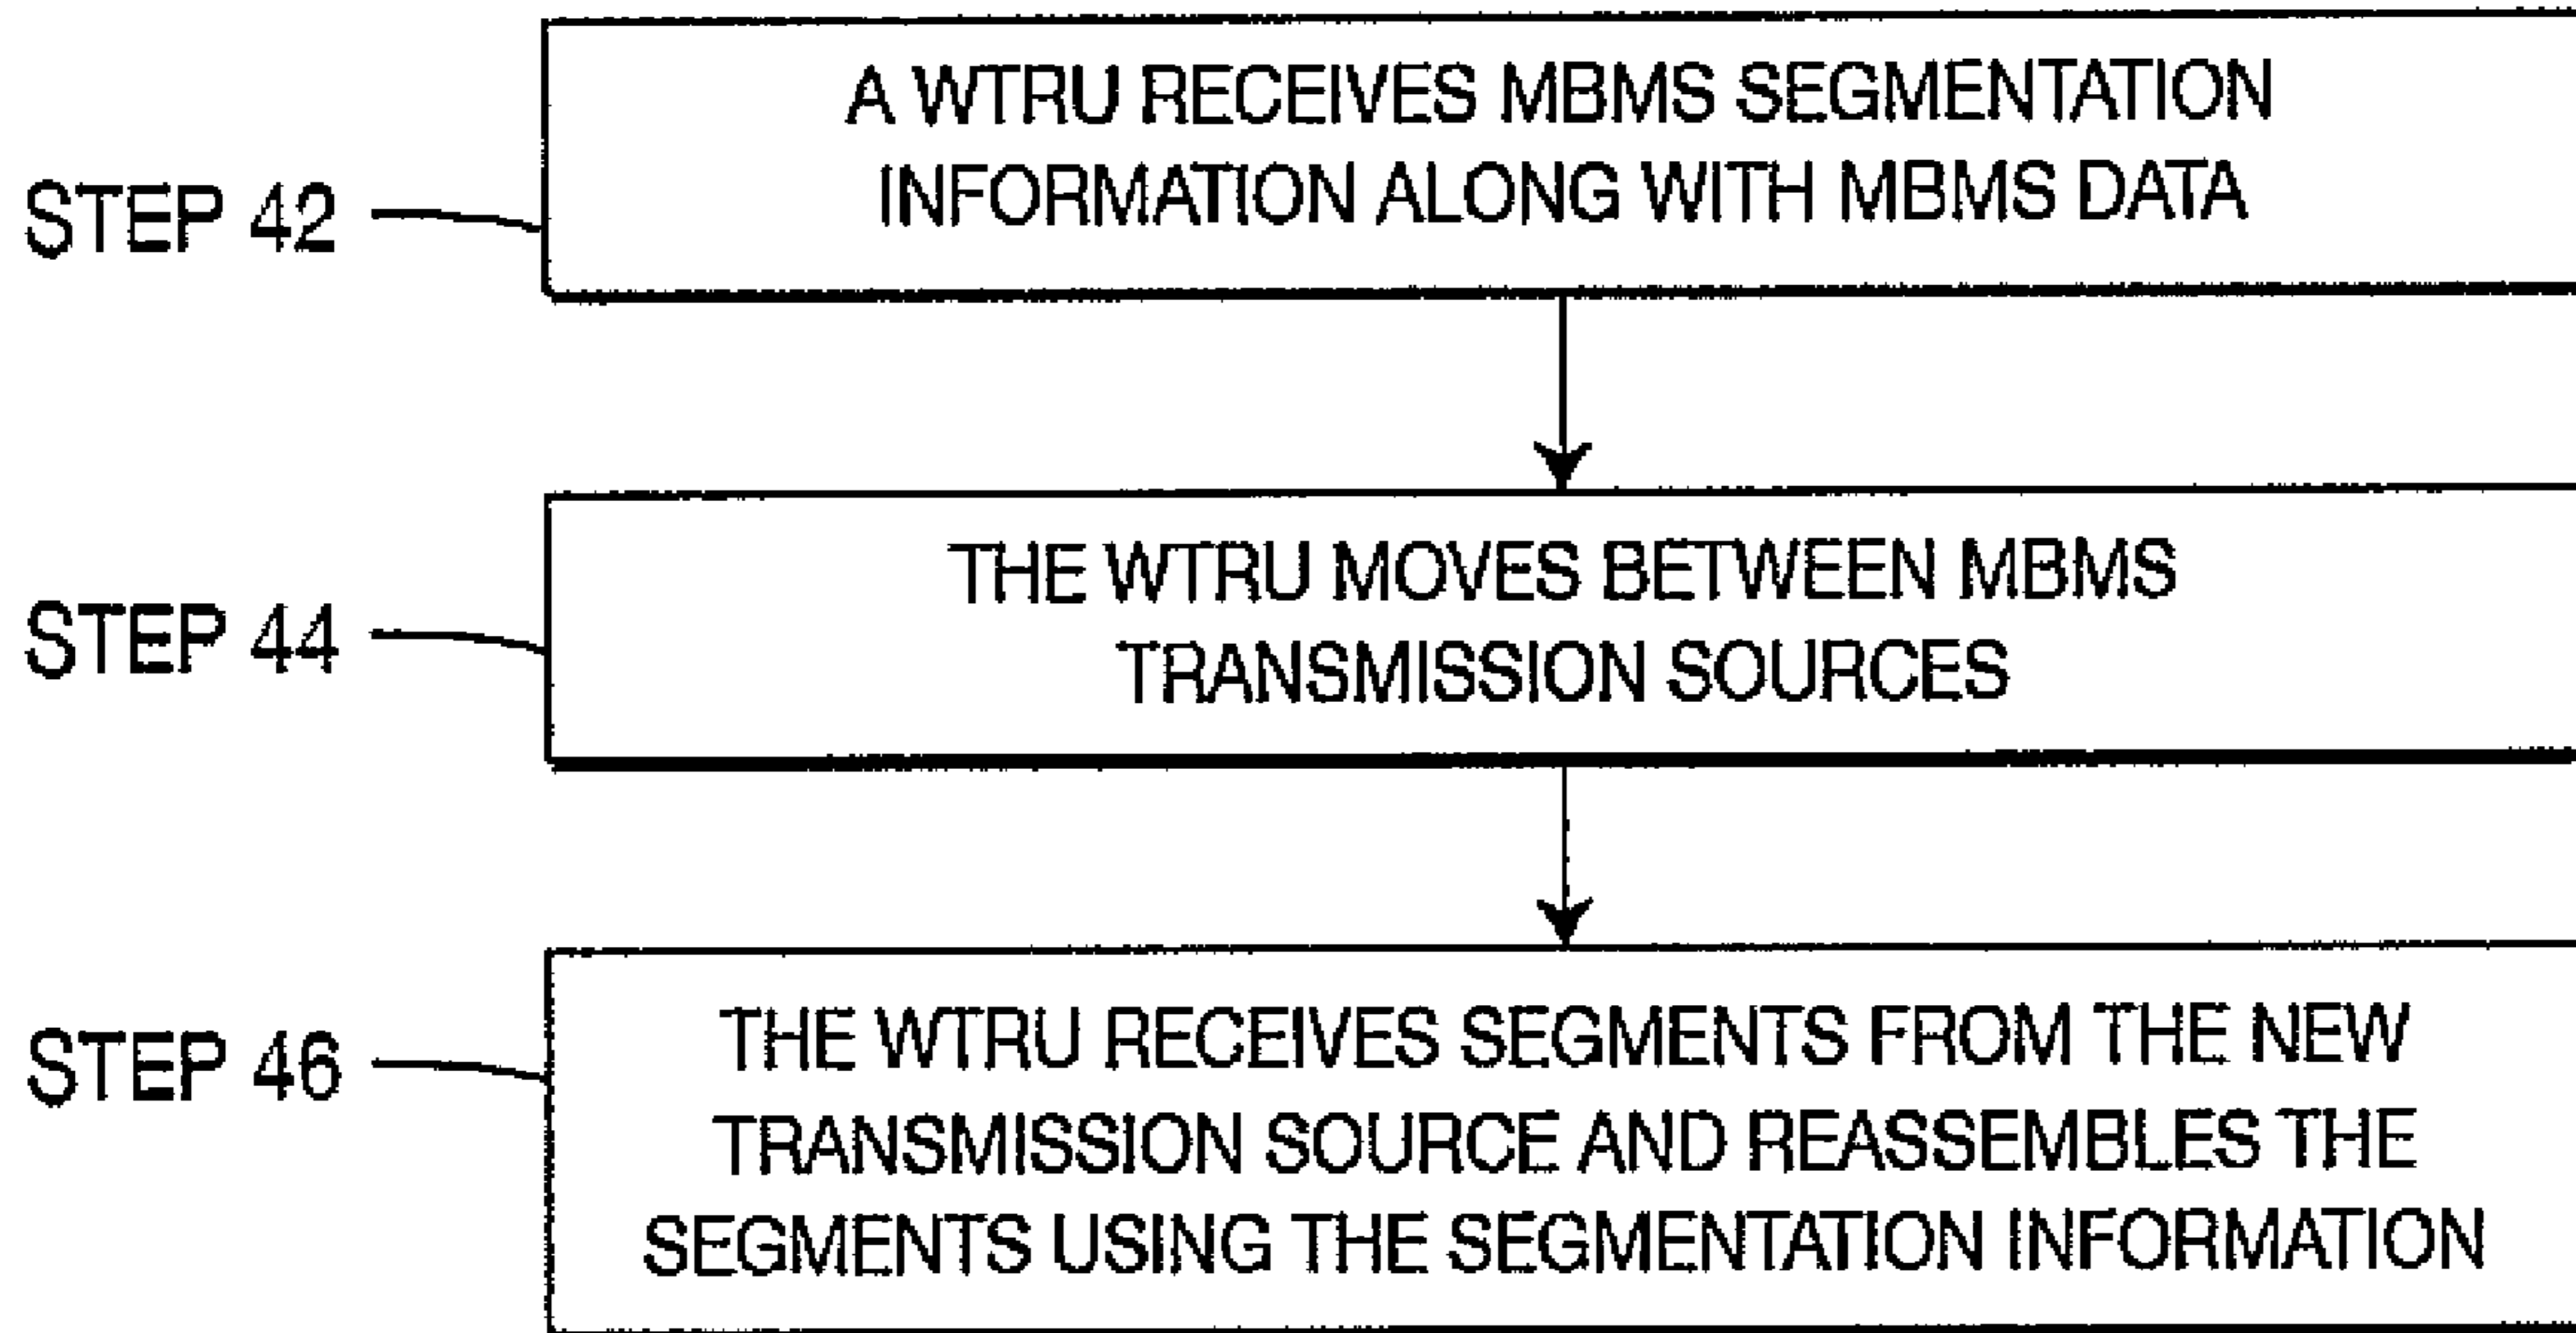 STEP 42
A WTRU RECEIVES MBMS SEGMENTATION
INFORMATION ALONG WITH MBMS DATA
STEP 44
THE WTRU MOVES BETWEEN MBMS
TRANSMISSION SOURCES
STEP 46
THE WTRU RECEIVES SEGMENTS FROM THE NEW
TRANSMISSION SOURCE AND REASSEMBLES THE
SEGMENTS USING THE SEGMENTATION INFORMATION